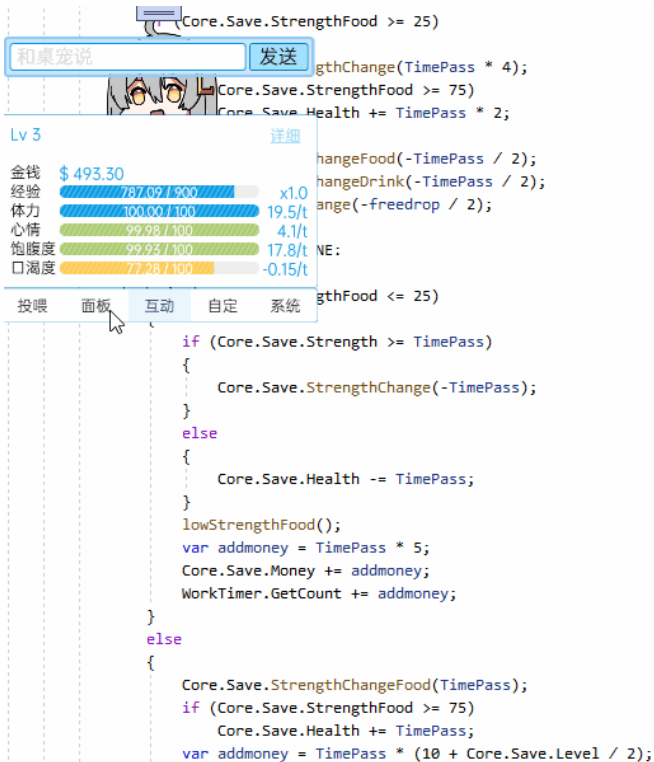 (Core.Save.StrengthFood >= 25)
和桌宠说 发送
gthChange(TimePass * 4);
Core.Save.StrengthFood >= 75)
Core.Save.Health += TimePass * 2;
Lv 3 详细
hangeFood(-TimePass / 2);
金钱 $ 493.30
hangeDrink(-TimePass / 2);
经验 787.09 / 900 x1.0
ange(-freedrop / 2);
体力 100.00 / 100 19.5/t
心情 99.98 / 100 4.1/t
饱腹度 99.93 / 100 17.8/t
NE:
口渴度 77.28 / 100 -0.15/t
gthFood <= 25)
投喂 面板 互动 自定 系统
{
if (Core.Save.Strength >= TimePass)
{
Core.Save.StrengthChange(-TimePass);
}
else
{
Core.Save.Health -= TimePass;
}
lowStrengthFood();
var addmoney = TimePass * 5;
Core.Save.Money += addmoney;
WorkTimer.GetCount += addmoney;
}
else
{
Core.Save.StrengthChangeFood(TimePass);
if (Core.Save.StrengthFood >= 75)
Core.Save.Health += TimePass;
var addmoney = TimePass * (10 + Core.Save.Level / 2);